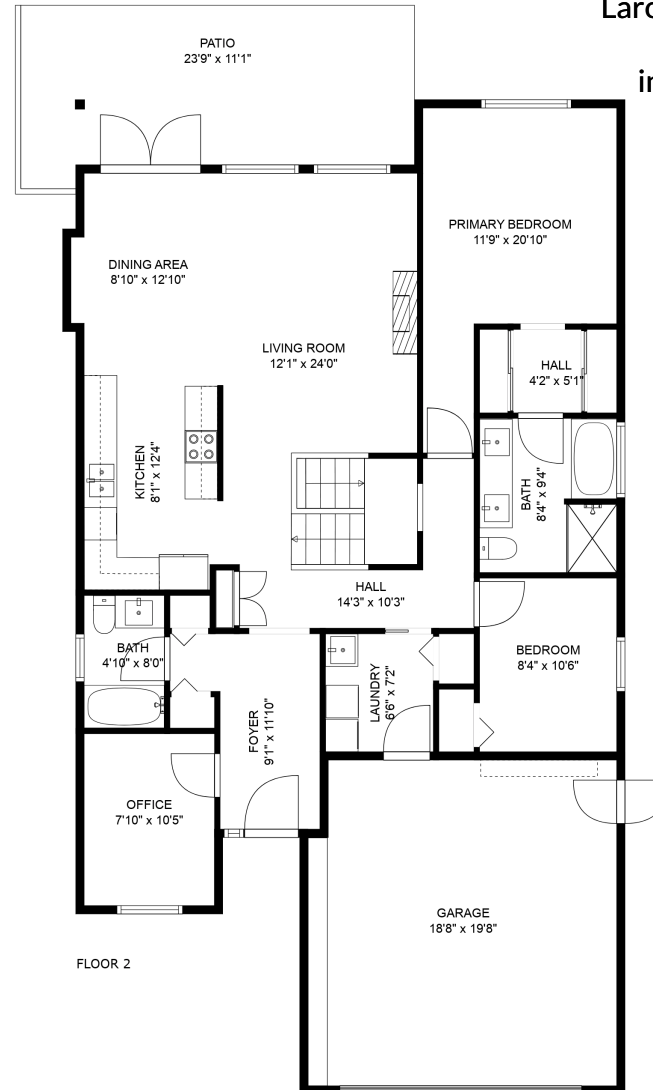 PATIO
23'9" x 11'1"
PRIMARY BEDROOM
11'9" x 20'10"
DINING AREA
8'10" x 12'10"
LIVING ROOM
12'1" x 24'0"
HALL
4'2" x 5'1"
KITCHEN
8'1" x 12'4"
BATH
8'4" x 9'4"
HALL
14'3" x 10'3"
BATH
4'10" x 8'0"
BEDROOM
8'4" x 10'6"
LAUNDRY
6'6" x 7'2"
FOYER
9'1" x 11'10"
OFFICE
7'10" x 10'5"
GARAGE
18'8" x 19'8"
FLOOR 2